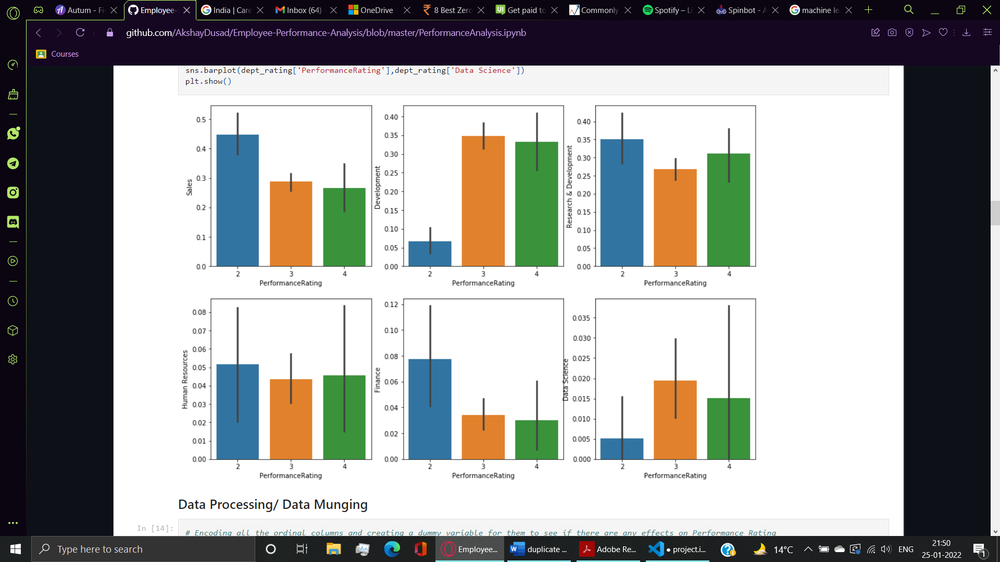 Autum - Fi
Employee-
India | Care
Inbox (64) -
OneDrive
8 Best Zero
Get paid to
Commonly
Spotify – Li
Spinbot - A
machine le
github.com/AkshayDusad/Employee-Performance-Analysis/blob/master/PerformanceAnalysis.ipynb
Courses
sns.barplot(dept_rating['PerformanceRating'],dept_rating['Data Science'])
plt.show()
Sales
0.5
0.4
0.3
0.2
0.1
0.0
2 3 4
PerformanceRating
Development
0.40
0.35
0.30
0.25
0.20
0.15
0.10
0.05
0.00
2 3 4
PerformanceRating
Research & Development
0.40
0.35
0.30
0.25
0.20
0.15
0.10
0.05
0.00
2 3 4
PerformanceRating
Human Resources
0.08
0.07
0.06
0.05
0.04
0.03
0.02
0.01
0.00
2 3 4
PerformanceRating
Finance
0.12
0.10
0.08
0.06
0.04
0.02
0.00
2 3 4
PerformanceRating
Data Science
0.035
0.030
0.025
0.020
0.015
0.010
0.005
0.000
2 3 4
PerformanceRating
Data Processing/ Data Munging
In [14]:
# Encoding all the ordinal columns and creating a dummy variable for them to see if there are any effects on Performance Rating
Type here to search
Employee...
duplicate ...
Adobe Re...
● project.i...
14°C
ENG
21:50
25-01-2022
1